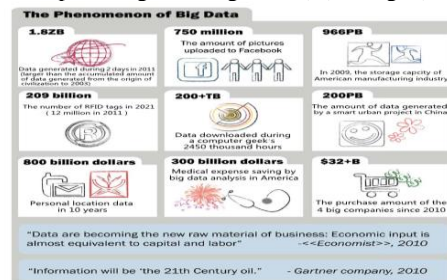 The Phenomenon of Big Data
1.8ZB
Data generated during 2 days in 2011
(larger than the accumulated amount
of data generated from the origin of
civilization to 2003)
750 million
The amount of pictures
uploaded to Facebook
966PB
In 2009, the storage capcity of
American manufacturing industry
209 billion
The number of RFID tags in 2021
( 12 million in 2011 )
200+TB
Data downloaded during
a computer geek's
2450 thousand hours
200PB
The amount of data generated
by a smart urban project in China
800 billion dollars
Personal location data
in 10 years
300 billion dollars
Medical expense saving by
big data analysis in America
$32+B
The purchase amount of the
4 big companies since 2010
"Data are becoming the new raw material of business: Economic input is
almost equivalent to capital and labor" -<<Economist>>, 2010
"Information will be 'the 21th Century oil." - Gartner company, 2010